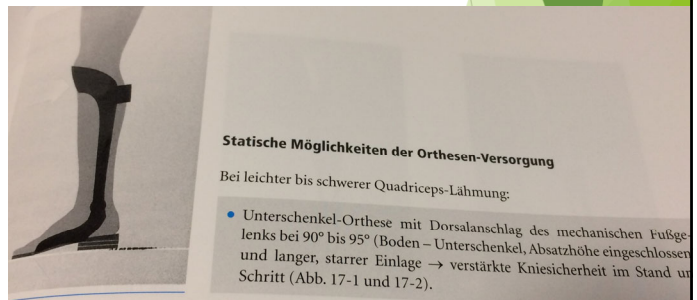 Statische Möglichkeiten der Orthesen-Versorgung
Bei leichter bis schwerer Quadriceps-Lähmung:
• Unterschenkel-Orthese mit Dorsalanschlag des mechanischen Fußge-
lenks bei 90° bis 95° (Boden – Unterschenkel, Absatzhöhe eingeschlossen
und langer, starrer Einlage → verstärkte Kniesicherheit im Stand
Schritt (Abb. 17-1 und 17-2).